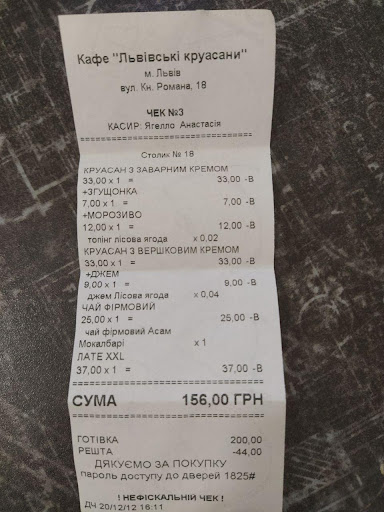 Кафе "Львівські круасани"
м. Львів
вул. Кн. Романа, 18
ЧЕК №3
КАСИР: Ягелло Анастасія
Столик № 18
КРУАСАН З ЗАВАРНИМ КРЕМОМ
33,00 x 1 = 33,00 -В
+ЗГУЩОНКА
7,00 x 1 = 7,00 -В
+МОРОЗИВО
12,00 x 1 = 12,00 -В
топінг лісова ягода x 0,02
КРУАСАН З ВЕРШКОВИМ КРЕМОМ
33,00 x 1 = 33,00 -В
+ДЖЕМ
9,00 x 1 = 9,00 -В
джем Лісова ягода x 0,04
ЧАЙ ФІРМОВИЙ
25,00 x 1 = 25,00 -В
чай фірмовий Асам
Мокалбарі x 1
ЛАТЕ XXL
37,00 x 1 = 37,00 -В
СУМА 156,00 ГРН
ГОТІВКА 200,00
РЕШТА -44,00
ДЯКУЄМО ЗА ПОКУПКУ
пароль доступу до дверей 1825#
! НЕФІСКАЛЬНІЙ ЧЕК !
ДЧ 20/12/12 16:11